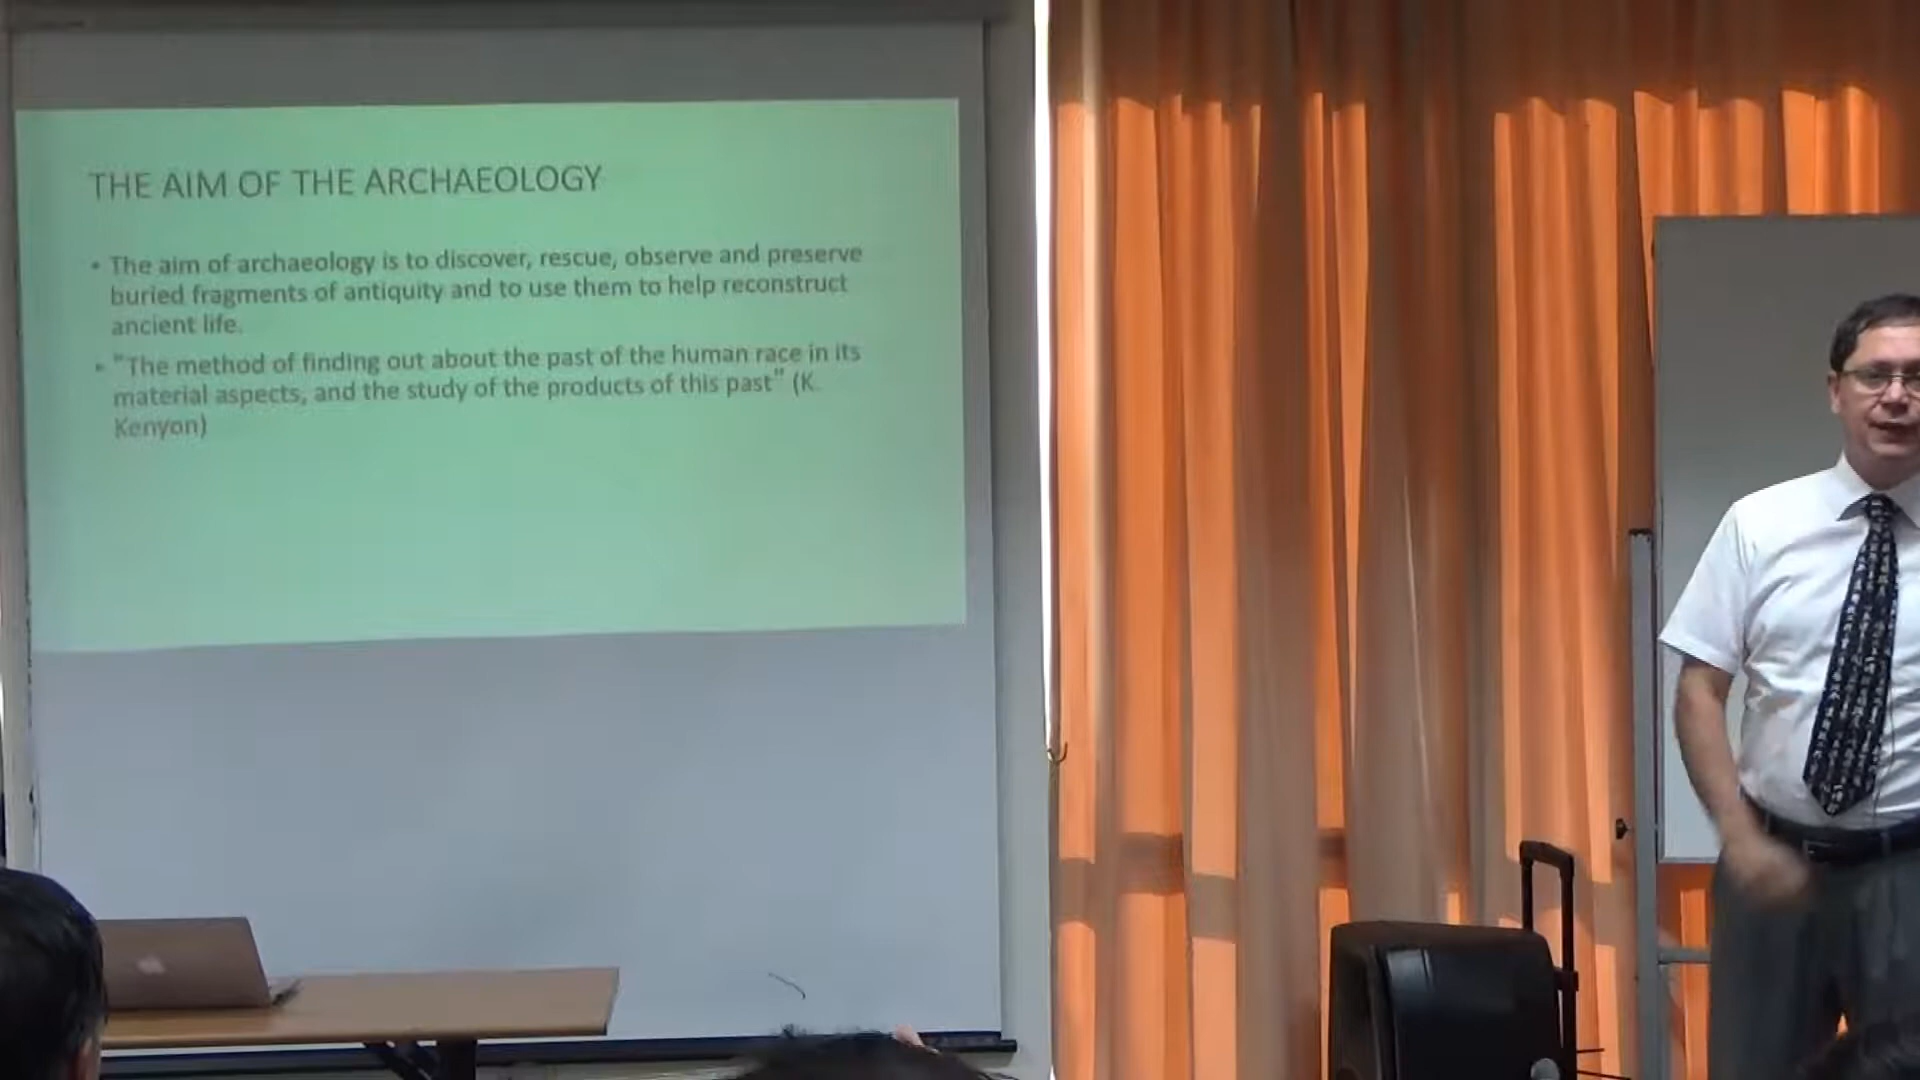 THE AIM OF THE ARCHAEOLOGY
• The aim of archaeology is to discover, rescue, observe and preserve
buried fragments of antiquity and to use them to help reconstruct
ancient life.
• "The method of finding out about the past of the human race in its
material aspects, and the study of the products of this past" (K.
Kenyon)